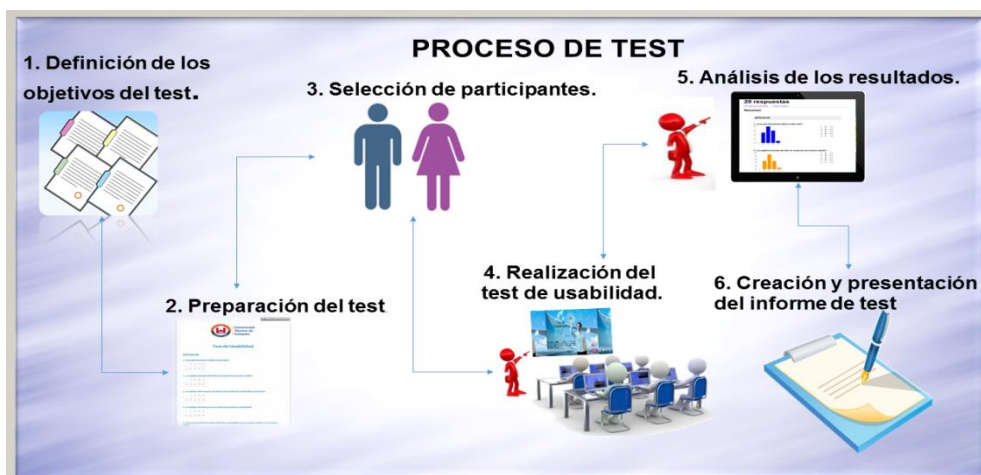 PROCESO DE TEST
1. Definición de los
objetivos del test.
2. Preparación del test
Test de Usabilidad
3. Selección de participantes.
4. Realización del
test de usabilidad.
5. Análisis de los resultados.
20 respuestas
6. Creación y presentación
del informe de test